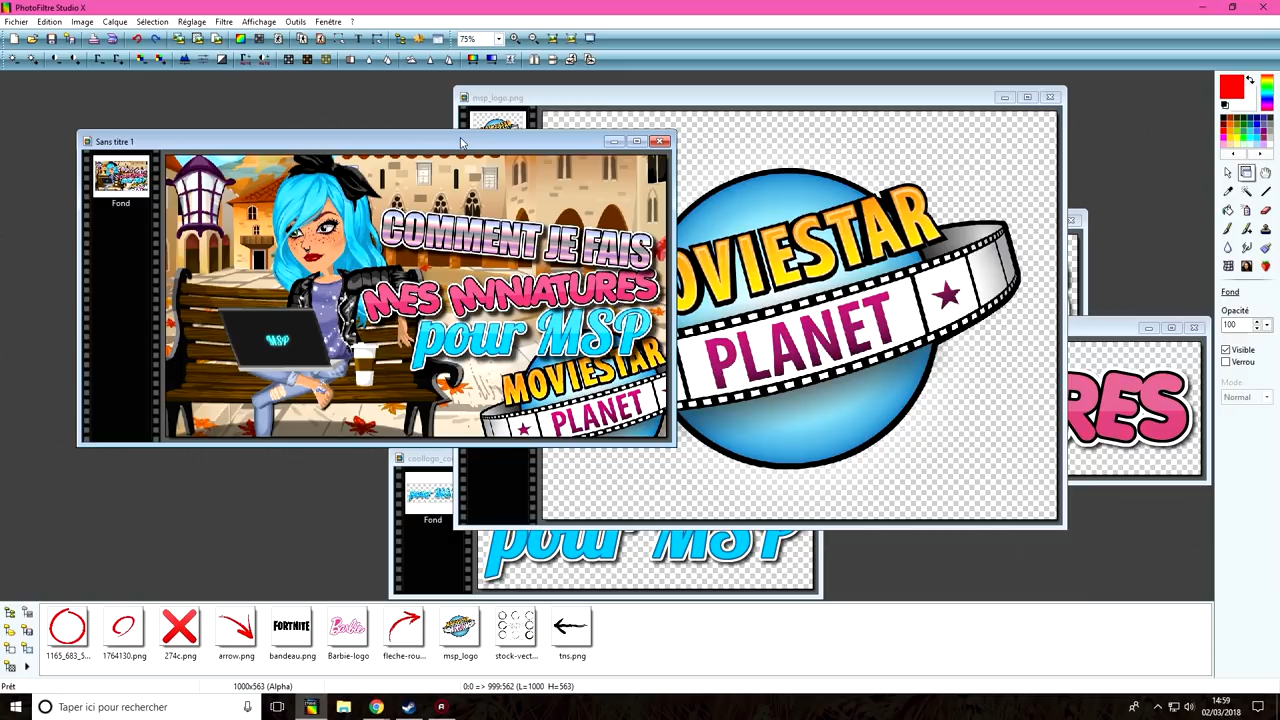 PhotoFiltre Studio X
Fichier Edition Image Calque Sélection Réglage Filtre Affichage Outils Fenêtre ?
75%
msp_logo.png
Sans titre 1
Fond
COMMENT JE FAIS
MES MINIATURES
pour MSP
MSP
MOVIESTAR
PLANET
MOVIESTAR
PLANET
RES
Fond
pour MSP
Fond
Opacité
100
Visible
Verrou
Mode:
Normal
FORTNITE
Barbie
1165_683_5...
1764130.png
274c.png
arrow.png
bandeau.png
Barbie-logo
fleche-rou...
msp_logo
stock-vect...
tns.png
Prêt
1000x563 (Alpha)
0:0 => 999:562 (L=1000 H=563)
Taper ici pour rechercher
14:59
02/03/2018